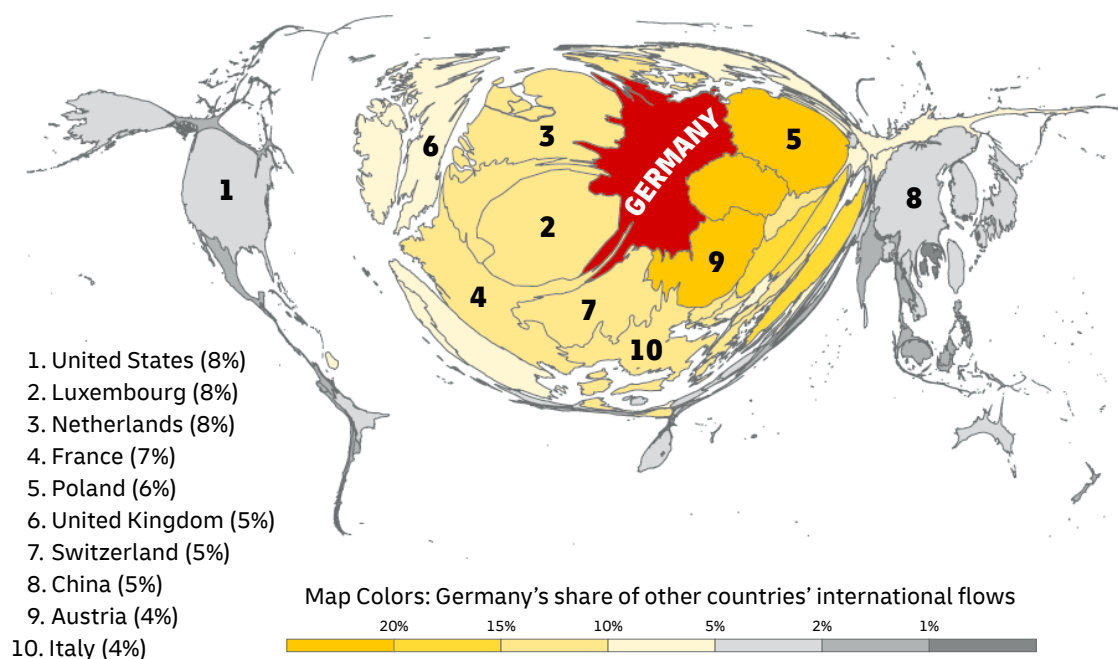 GERMANY
1
2
3
4
5
6
7
8
9
10
1. United States (8%)
2. Luxembourg (8%)
3. Netherlands (8%)
4. France (7%)
5. Poland (6%)
6. United Kingdom (5%)
7. Switzerland (5%)
8. China (5%)
9. Austria (4%)
10. Italy (4%)
Map Colors: Germany’s share of other countries’ international flows
20% 15% 10% 5% 2% 1%